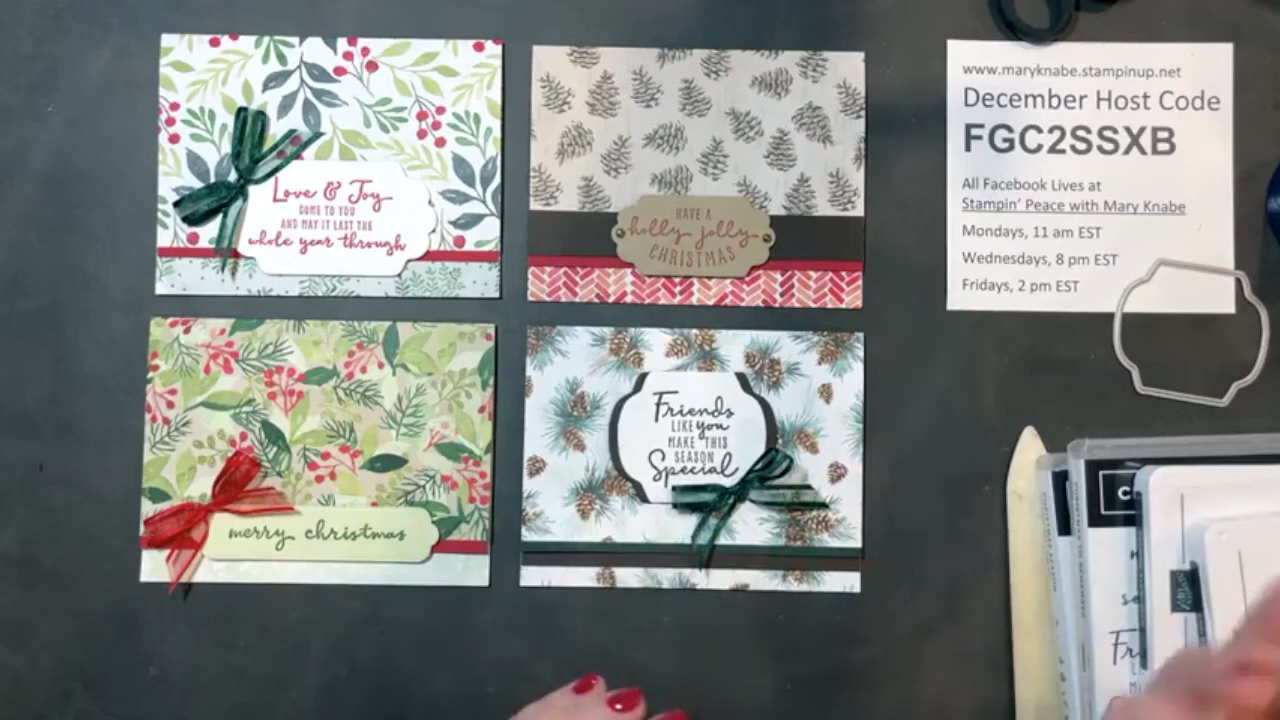 Love & Joy
COME TO YOU
AND MAY IT LAST THE
whole year through
HAVE A
holly jolly
CHRISTMAS
merry christmas
Friends
LIKE you
MAKE THIS
SEASON
Special
www.maryknabe.stampinup.net
December Host Code
FGC2SSXB
All Facebook Lives at
Stampin' Peace with Mary Knabe
Mondays, 11 am EST
Wednesdays, 8 pm EST
Fridays, 2 pm EST